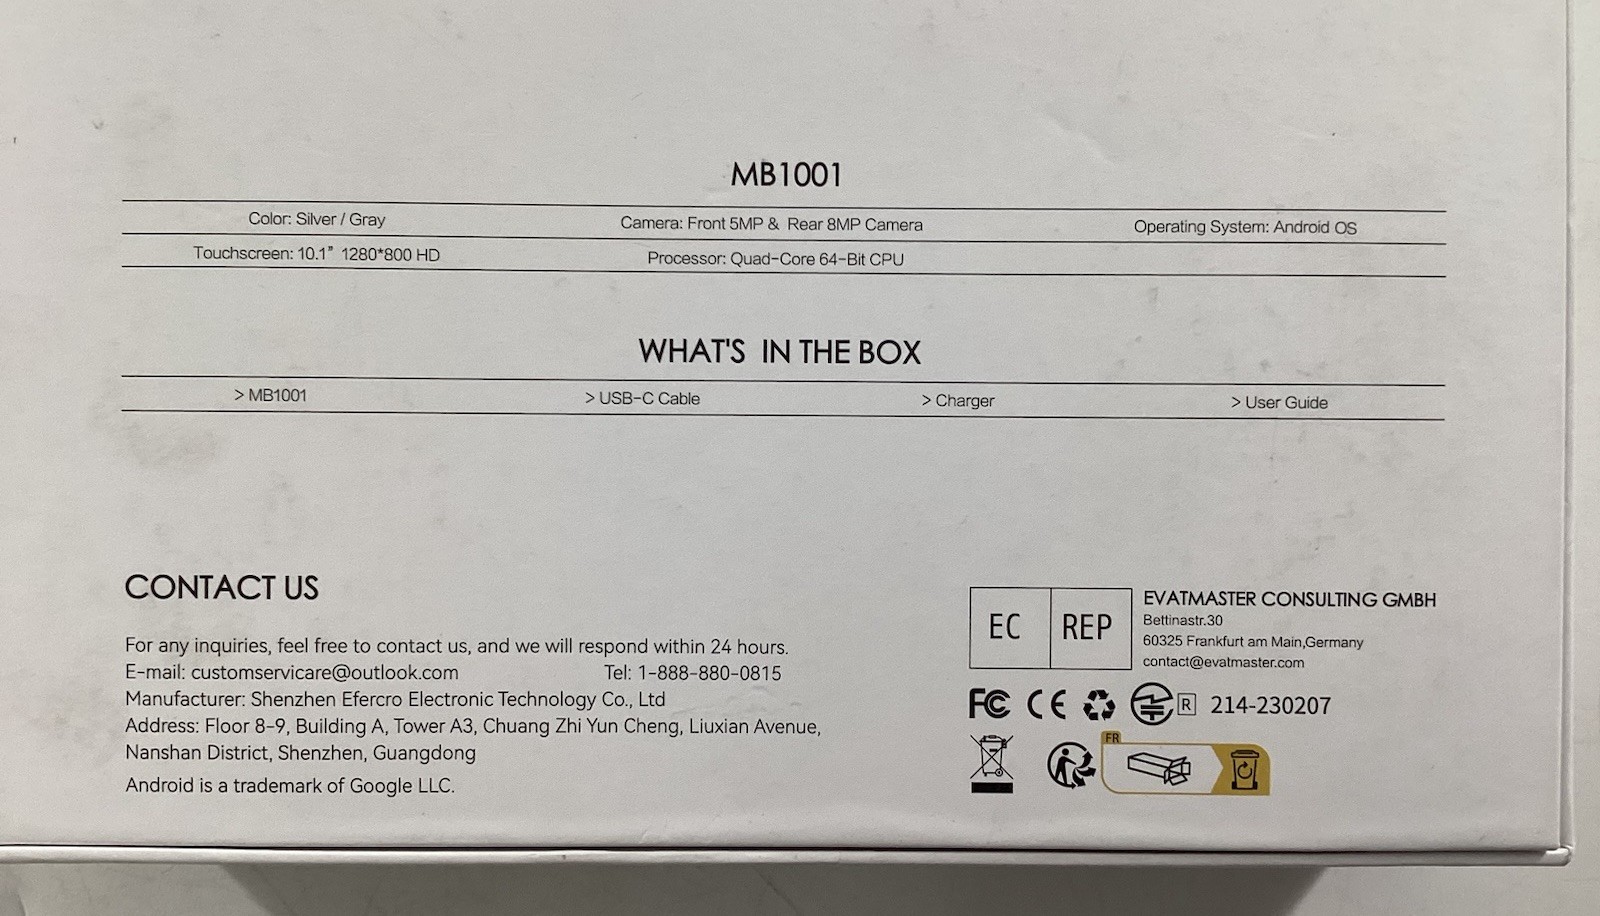 MB1001
Color: Silver / Gray Camera: Front 5MP & Rear 8MP Camera Operating System: Android OS
Touchscreen: 10.1" 1280*800 HD Processor: Quad-Core 64-Bit CPU
WHAT'S IN THE BOX
> MB1001 > USB-C Cable > Charger > User Guide
CONTACT US
For any inquiries, feel free to contact us, and we will respond within 24 hours.
E-mail: customservicare@outlook.com Tel: 1-888-880-0815
Manufacturer: Shenzhen Efercro Electronic Technology Co., Ltd
Address: Floor 8-9, Building A, Tower A3, Chuang Zhi Yun Cheng, Liuxian Avenue,
Nanshan District, Shenzhen, Guangdong
Android is a trademark of Google LLC.
EC REP
EVATMASTER CONSULTING GMBH
Bettinastr.30
60325 Frankfurt am Main,Germany
contact@evatmaster.com
FC CE R 214-230207
FR